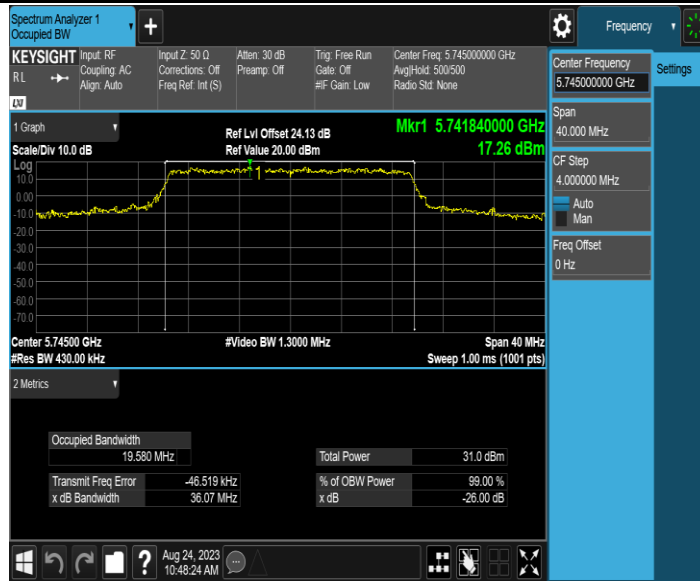 Spectrum Analyzer 1
Occupied BW
+
Frequency
KEYSIGHT
RL
LXI
Input: RF
Coupling: AC
Align: Auto
Input Z: 50 Ω
Corrections: Off
Freq Ref: Int (S)
Atten: 30 dB
Preamp: Off
Trig: Free Run
Gate: Off
#IF Gain: Low
Center Freq: 5.745000000 GHz
Avg|Hold: 500/500
Radio Std: None
Center Frequency
5.745000000 GHz
Settings
Span
40.000 MHz
CF Step
4.000000 MHz
Auto
Man
Freq Offset
0 Hz
1 Graph
Scale/Div 10.0 dB
Ref Lvl Offset 24.13 dB
Ref Value 20.00 dBm
Mkr1 5.741840000 GHz
17.26 dBm
Log
10.0
0.00
-10.0
-20.0
-30.0
-40.0
-50.0
-60.0
-70.0
1
Center 5.74500 GHz
#Res BW 430.00 kHz
#Video BW 1.3000 MHz
Span 40 MHz
Sweep 1.00 ms (1001 pts)
2 Metrics
Occupied Bandwidth
19.580 MHz
Total Power 31.0 dBm
Transmit Freq Error -46.519 kHz
% of OBW Power 99.00 %
x dB Bandwidth 36.07 MHz
x dB -26.00 dB
?
Aug 24, 2023
10:48:24 AM